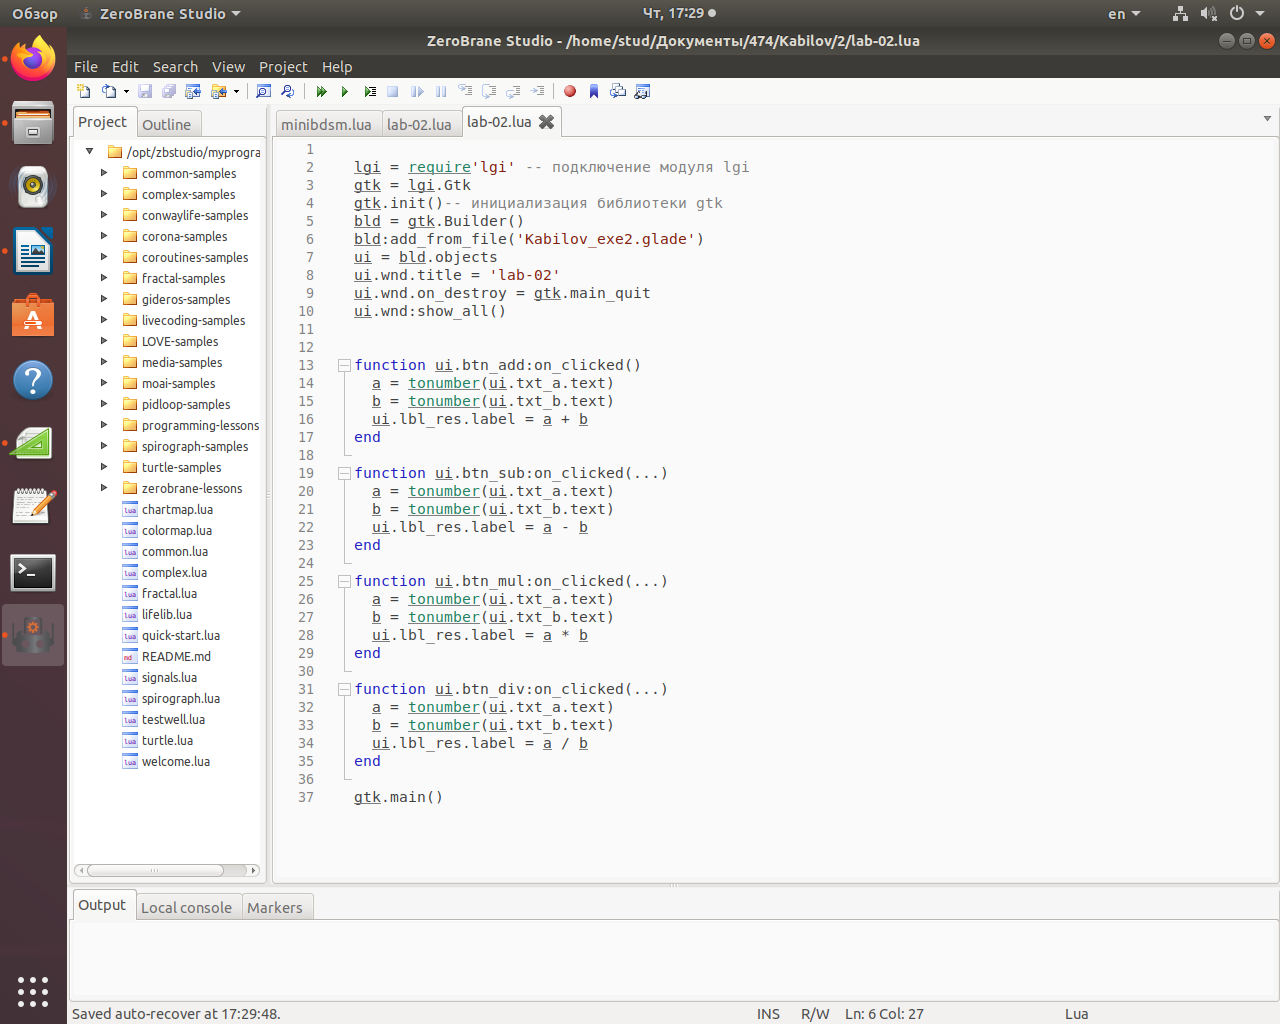 Обзор
ZeroBrane Studio
Чт, 17:29
en
ZeroBrane Studio - /home/stud/Документы/474/Kabilov/2/lab-02.lua
File Edit Search View Project Help
Project Outline
minibdsm.lua lab-02.lua lab-02.lua
/opt/zbstudio/myprogra
common-samples
complex-samples
conwaylife-samples
corona-samples
coroutines-samples
fractal-samples
gideros-samples
livecoding-samples
LOVE-samples
media-samples
moai-samples
pidloop-samples
programming-lessons
spirograph-samples
turtle-samples
zerobrane-lessons
chartmap.lua
colormap.lua
common.lua
complex.lua
fractal.lua
lifelib.lua
quick-start.lua
README.md
signals.lua
spirograph.lua
testwell.lua
turtle.lua
welcome.lua
1
2 lgi = require'lgi' -- подключение модуля lgi
3 gtk = lgi.Gtk
4 gtk.init()-- инициализация библиотеки gtk
5 bld = gtk.Builder()
6 bld:add_from_file('Kabilov_exe2.glade')
7 ui = bld.objects
8 ui.wnd.title = 'lab-02'
9 ui.wnd.on_destroy = gtk.main_quit
10 ui.wnd:show_all()
11
12
13 function ui.btn_add:on_clicked()
14 a = tonumber(ui.txt_a.text)
15 b = tonumber(ui.txt_b.text)
16 ui.lbl_res.label = a + b
17 end
18
19 function ui.btn_sub:on_clicked(...)
20 a = tonumber(ui.txt_a.text)
21 b = tonumber(ui.txt_b.text)
22 ui.lbl_res.label = a - b
23 end
24
25 function ui.btn_mul:on_clicked(...)
26 a = tonumber(ui.txt_a.text)
27 b = tonumber(ui.txt_b.text)
28 ui.lbl_res.label = a * b
29 end
30
31 function ui.btn_div:on_clicked(...)
32 a = tonumber(ui.txt_a.text)
33 b = tonumber(ui.txt_b.text)
34 ui.lbl_res.label = a / b
35 end
36
37 gtk.main()
Output Local console Markers
Saved auto-recover at 17:29:48.
INS R/W Ln: 6 Col: 27 Lua